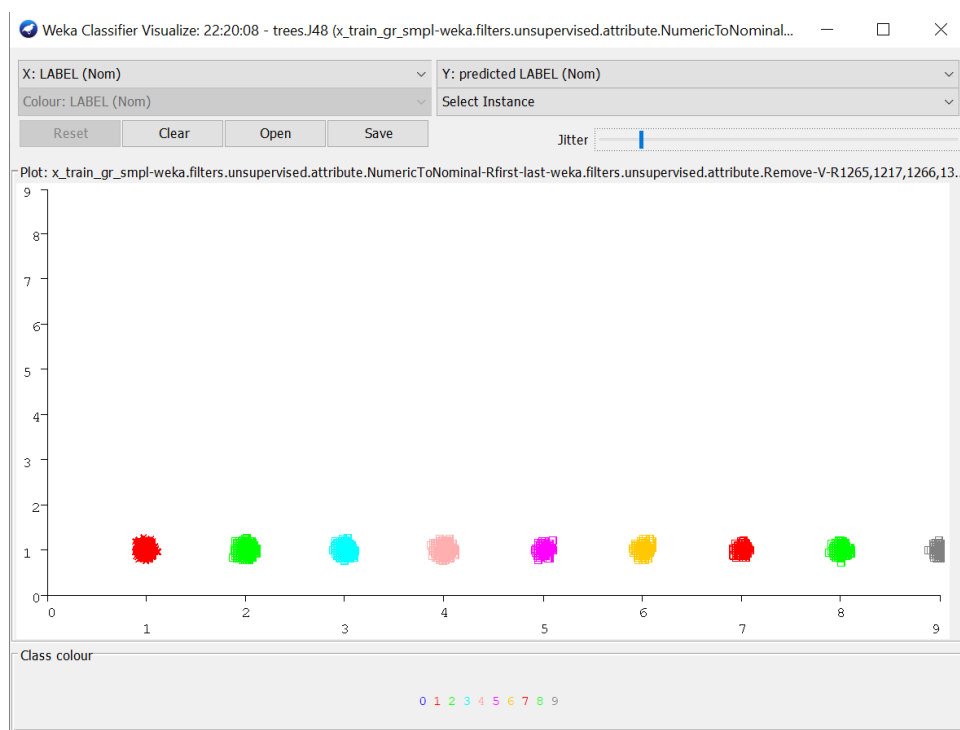 Weka Classifier Visualize: 22:20:08 - trees.J48 (x_train_gr_smpl-weka.filters.unsupervised.attribute.NumericToNominal...
X: LABEL (Nom)
Y: predicted LABEL (Nom)
Colour: LABEL (Nom)
Select Instance
Reset
Clear
Open
Save
Jitter
Plot: x_train_gr_smpl-weka.filters.unsupervised.attribute.NumericToNominal-Rfirst-last-weka.filters.unsupervised.attribute.Remove-V-R1265,1217,1266,13..
9
8
7
6
5
4
3
2
1
0
0 2 4 6 8
1 3 5 7 9
Class colour
0 1 2 3 4 5 6 7 8 9